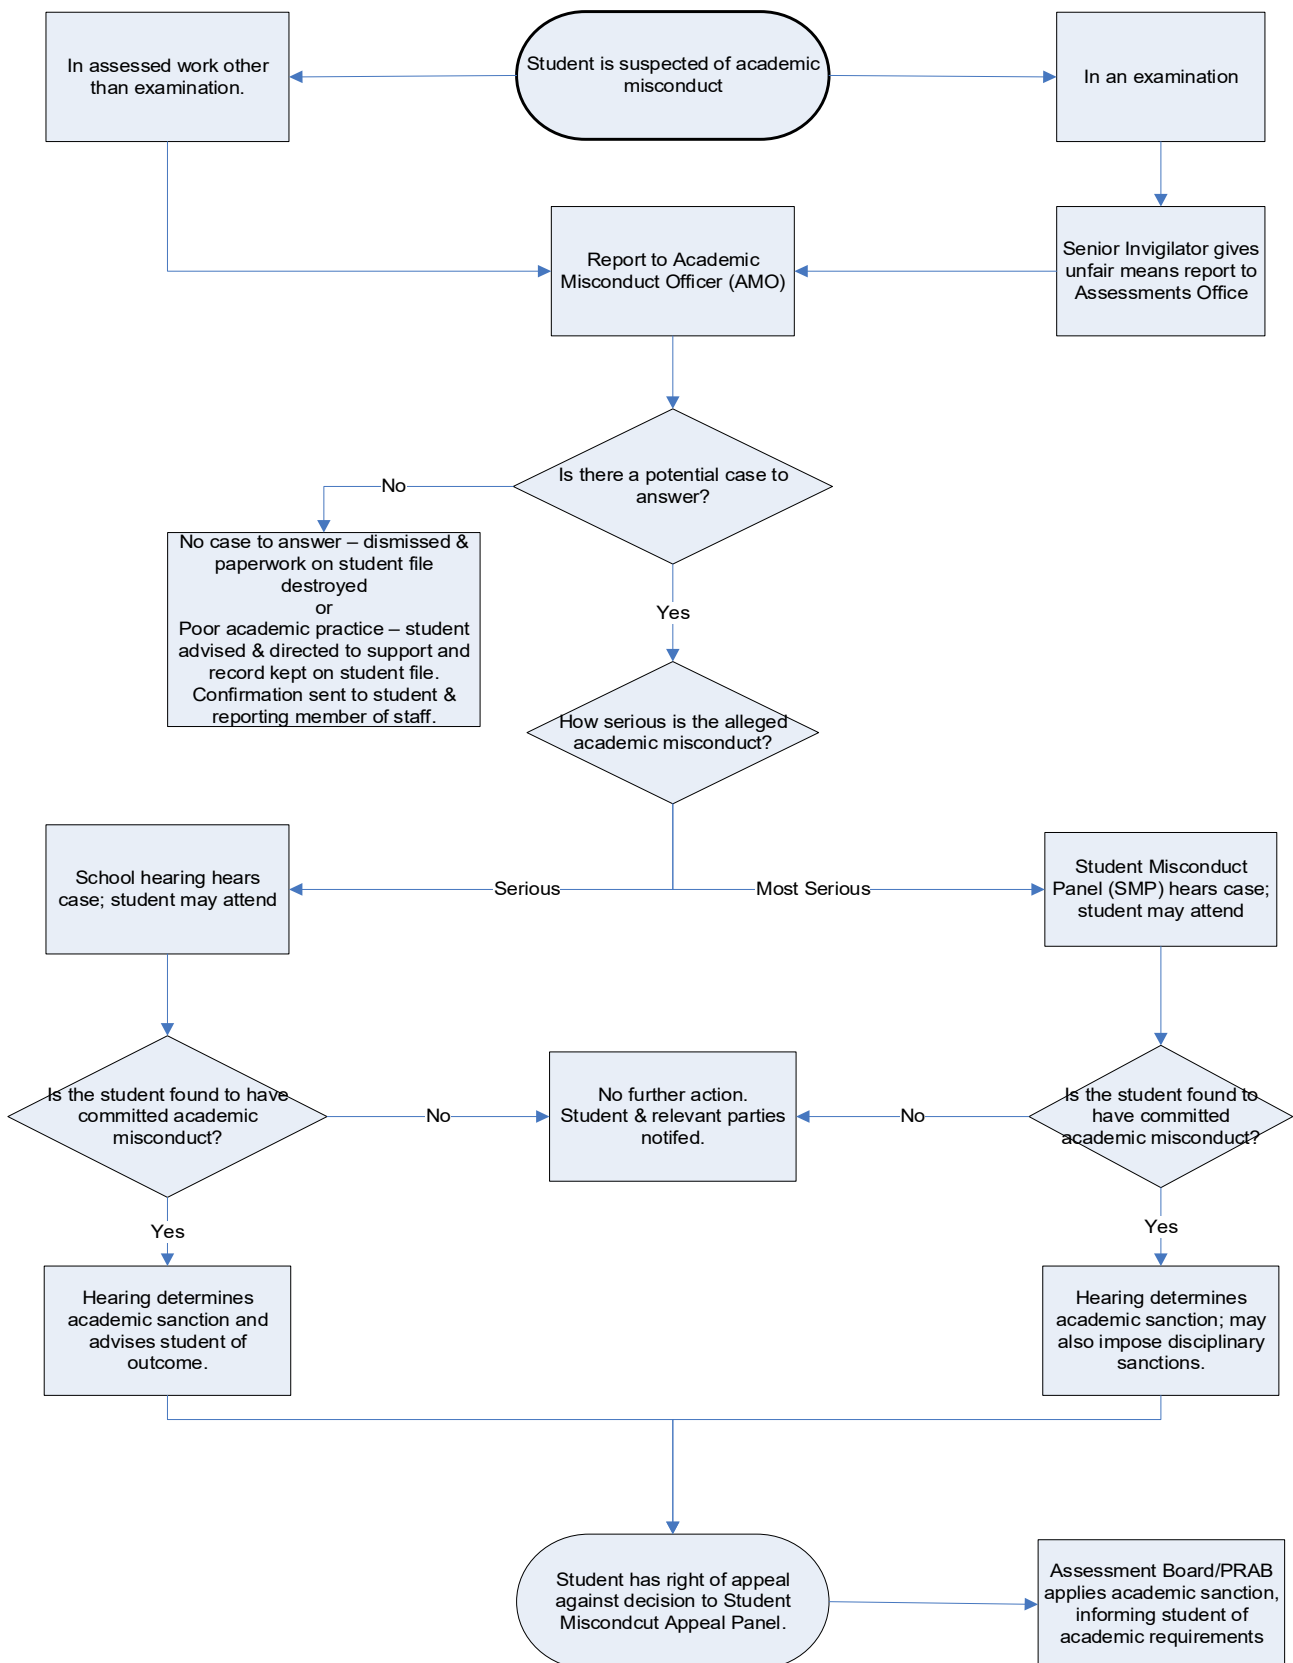 In assessed work other
than examination.
Student is suspected of academic
misconduct
In an examination
Report to Academic
Misconduct Officer (AMO)
Senior Invigilator gives
unfair means report to
Assessments Office
Is there a potential case to
answer?
No
No case to answer – dismissed &
paperwork on student file
destroyed
or
Poor academic practice – student
advised & directed to support and
record kept on student file.
Confirmation sent to student &
reporting member of staff.
Yes
How serious is the alleged
academic misconduct?
School hearing hears
case; student may attend
Serious
Most Serious
Student Misconduct
Panel (SMP) hears case;
student may attend
Is the student found to have
committed academic
misconduct?
No
No further action.
Student & relevant parties
notifed.
No
Is the student found to
have committed
academic misconduct?
Yes
Yes
Hearing determines
academic sanction and
advises student of
outcome.
Hearing determines
academic sanction; may
also impose disciplinary
sanctions.
Student has right of appeal
against decision to Student
Miscondcut Appeal Panel.
Assessment Board/PRAB
applies academic sanction,
informing student of
academic requirements